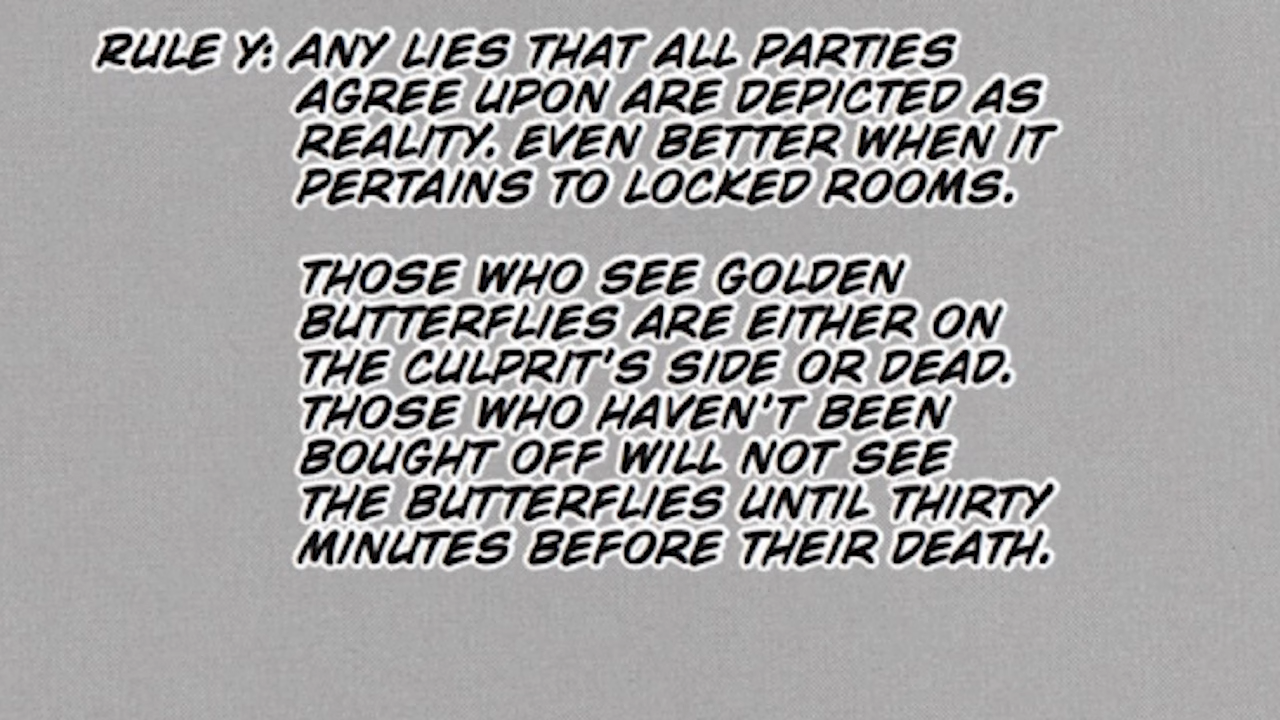 RULE Y: ANY LIES THAT ALL PARTIES
AGREE UPON ARE DEPICTED AS
REALITY. EVEN BETTER WHEN IT
PERTAINS TO LOCKED ROOMS.
THOSE WHO SEE GOLDEN
BUTTERFLIES ARE EITHER ON
THE CULPRIT'S SIDE OR DEAD.
THOSE WHO HAVEN'T BEEN
BOUGHT OFF WILL NOT SEE
THE BUTTERFLIES UNTIL THIRTY
MINUTES BEFORE THEIR DEATH.